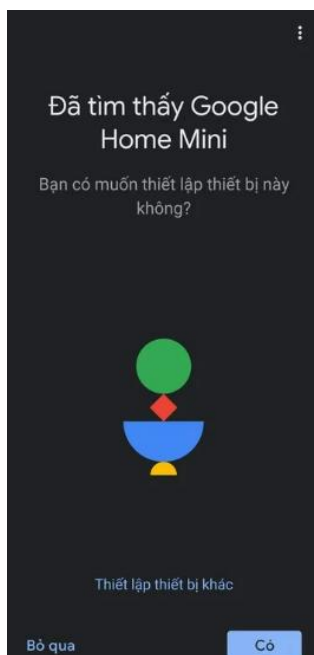 Đã tìm thấy Google
Home Mini
Bạn có muốn thiết lập thiết bị này
không?
Thiết lập thiết bị khác
Bỏ qua
Có